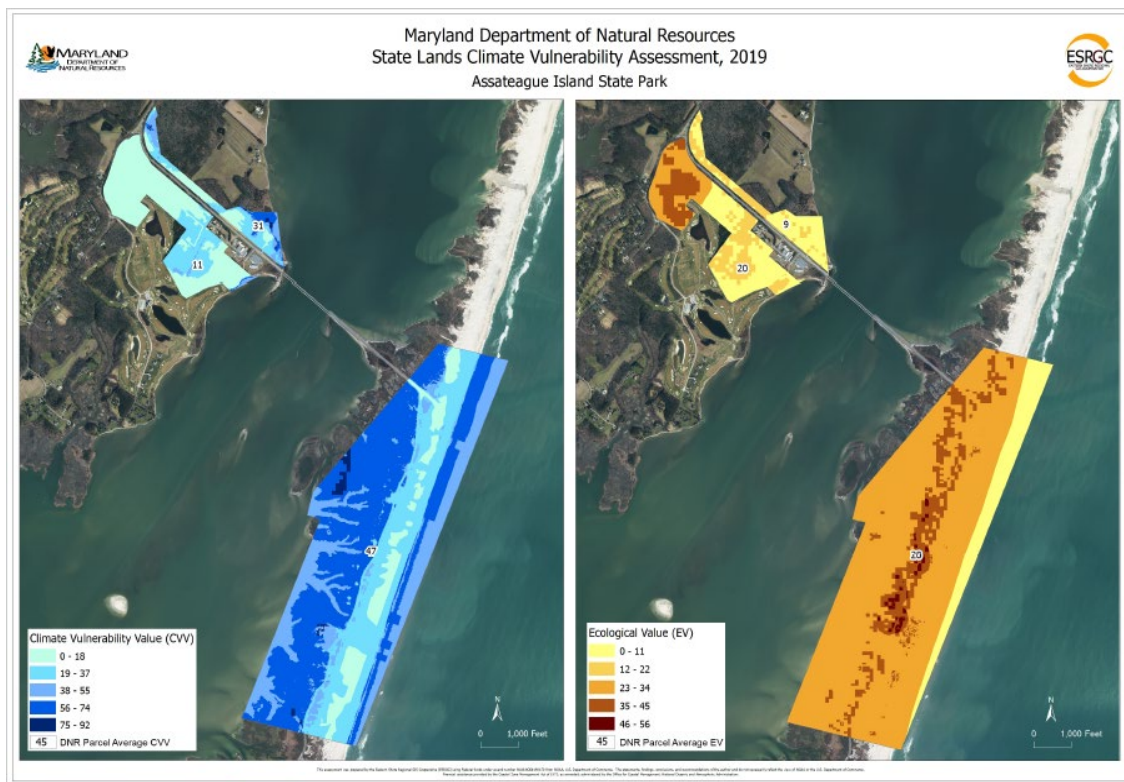 Maryland Department of Natural Resources
State Lands Climate Vulnerability Assessment, 2019
Assateague Island State Park
MARYLAND
DEPARTMENT OF
NATURAL RESOURCES
ESRGC
31
11
47
Climate Vulnerability Value (CVV)
0 - 18
19 - 37
38 - 55
56 - 74
75 - 92
45 DNR Parcel Average CVV
N
0 1,000 Feet
9
20
20
Ecological Value (EV)
0 - 11
12 - 22
23 - 34
35 - 45
46 - 56
45 DNR Parcel Average EV
N
0 1,000 Feet